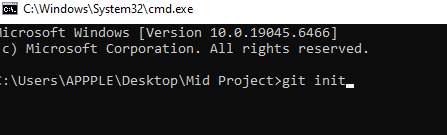 C:\Windows\System32\cmd.exe
Microsoft Windows [Version 10.0.19045.6466]
(c) Microsoft Corporation. All rights reserved.
C:\Users\APPPLE\Desktop\Mid Project>git init